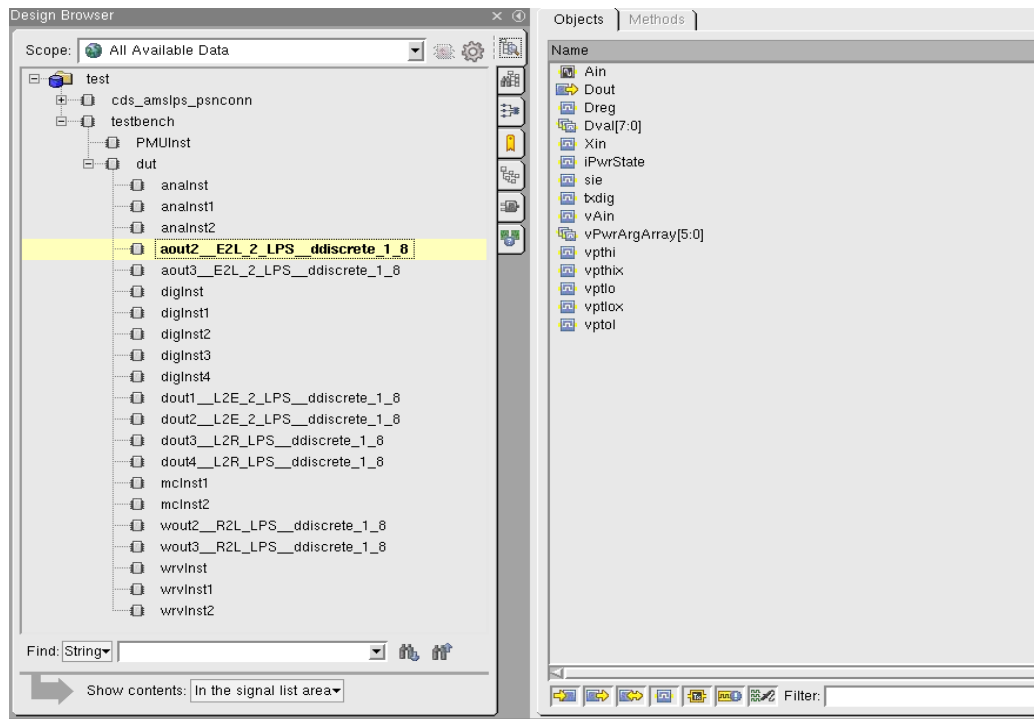 Design Browser
Scope: All Available Data
test
cds_amslps_psnconn
testbench
PMUInst
dut
anaInst
anaInst1
anaInst2
aout2__E2L_2_LPS__ddiscrete_1_8
aout3__E2L_2_LPS__ddiscrete_1_8
digInst
digInst1
digInst2
digInst3
digInst4
dout1__L2E_2_LPS__ddiscrete_1_8
dout2__L2E_2_LPS__ddiscrete_1_8
dout3__L2R_LPS__ddiscrete_1_8
dout4__L2R_LPS__ddiscrete_1_8
mcInst1
mcInst2
wout2__R2L_LPS__ddiscrete_1_8
wout3__R2L_LPS__ddiscrete_1_8
wrvInst
wrvInst1
wrvInst2
Find: String
Show contents: In the signal list area
Objects Methods
Name
Ain
Dout
Dreg
Dval[7:0]
Xin
iPwrState
sie
txdig
vAin
vPwrArgArray[5:0]
vpthi
vpthix
vptlo
vptlox
vptol
Filter: